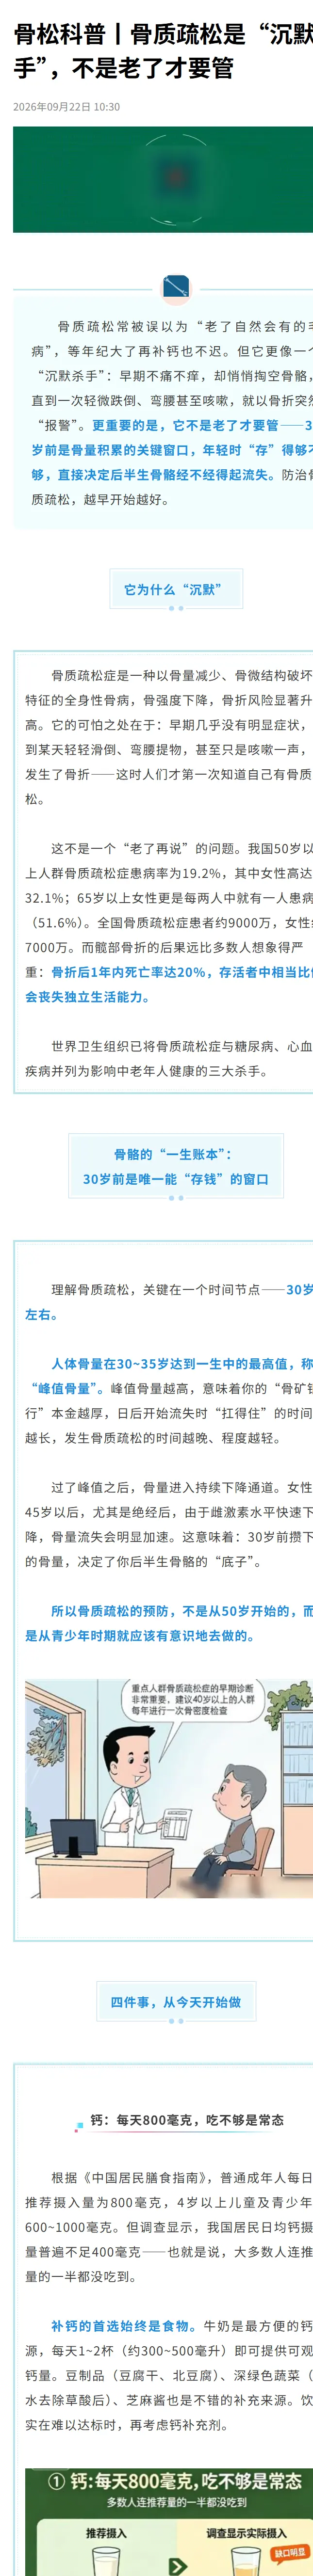 骨松科普丨骨质疏松是“沉默
手”，不是老了才要管
2026年09月22日 10:30
骨质疏松常被误以为“老了自然会有的毛
病”，等年纪大了再补钙也不迟。但它更像一个
“沉默杀手”：早期不痛不痒，却悄悄掏空骨骼，
直到一次轻微跌倒、弯腰甚至咳嗽，就以骨折突然
“报警”。更重要的是，它不是老了才要管——3
岁前是骨量积累的关键窗口，年轻时“存”得够不
够，直接决定后半生骨骼经不经得起流失。防治骨
质疏松，越早开始越好。
它为什么“沉默”
骨质疏松症是一种以骨量减少、骨微结构破坏
特征的全身性骨病，骨强度下降，骨折风险显著升
高。它的可怕之处在于：早期几乎没有明显症状，
到某天轻轻滑倒、弯腰提物，甚至只是咳嗽一声，
发生了骨折——这时人们才第一次知道自己有骨质
松。
这不是一个“老了再说”的问题。我国50岁以
上人群骨质疏松症患病率为19.2%，其中女性高达
32.1%；65岁以上女性更是每两人中就有一人患病
（51.6%）。全国骨质疏松症患者约9000万，女性约
7000万。而髋部骨折的后果远比多数人想象得严
重：骨折后1年内死亡率达20%，存活者中相当比例
会丧失独立生活能力。
世界卫生组织已将骨质疏松症与糖尿病、心血
疾病并列为影响中老年人健康的三大杀手。
骨骼的“一生账本”：
30岁前是唯一能“存钱”的窗口
理解骨质疏松，关键在一个时间节点——30岁
左右。
人体骨量在30~35岁达到一生中的最高值，称
“峰值骨量”。峰值骨量越高，意味着你的“骨矿银
行”本金越厚，日后开始流失时“扛得住”的时间
越长，发生骨质疏松的时间越晚、程度越轻。
过了峰值之后，骨量进入持续下降通道。女性
45岁以后，尤其是绝经后，由于雌激素水平快速下
降，骨量流失会明显加速。这意味着：30岁前攒下
的骨量，决定了你后半生骨骼的“底子”。
所以骨质疏松的预防，不是从50岁开始的，而
是从青少年时期就应该有意识地去做的。
重点人群骨质疏松症的早期诊断
非常重要，建议40岁以上的人群
每年进行一次骨密度检查
四件事，从今天开始做
钙：每天800毫克，吃不够是常态
根据《中国居民膳食指南》，普通成年人每日
推荐摄入量为800毫克，4岁以上儿童及青少年
600~1000毫克。但调查显示，我国居民日均钙摄
量普遍不足400毫克——也就是说，大多数人连推
量的一半都没吃到。
补钙的首选始终是食物。牛奶是最方便的钙
源，每天1~2杯（约300~500毫升）即可提供可观
钙量。豆制品（豆腐干、北豆腐）、深绿色蔬菜（
水去除草酸后）、芝麻酱也是不错的补充来源。饮
实在难以达标时，再考虑钙补充剂。
① 钙:每天800毫克，吃不够是常态
多数人连推荐量的一半都没吃到
推荐摄入
调查显示实际摄入
缺口明显